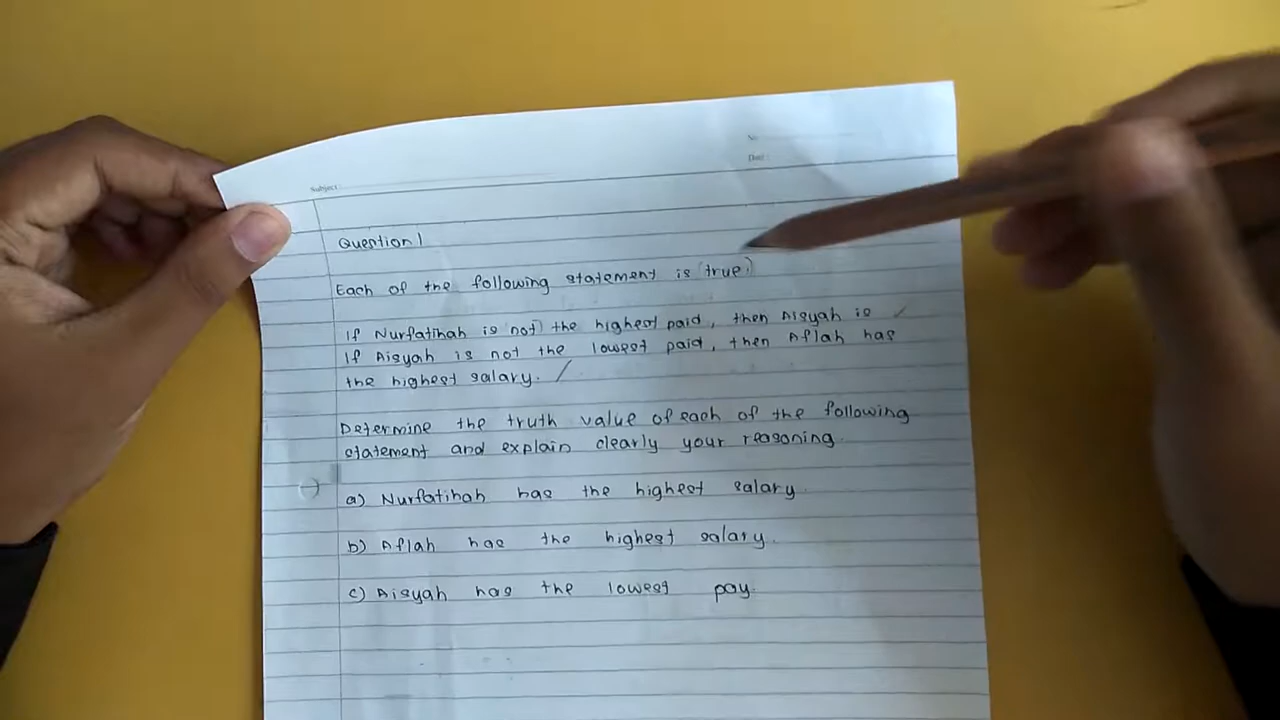 No:
Date:
Subject:
Question 1
Each of the following statement is (true.)
If Nurfatihah is (not) the highest paid, then Aisyah is
If Aisyah is not the lowest paid, then Aflah has
the highest salary.
Determine the truth value of each of the following
statement and explain clearly your reasoning.
a) Nurfatihah has the highest salary.
b) Aflah has the highest salary.
c) Aisyah has the lowest pay.